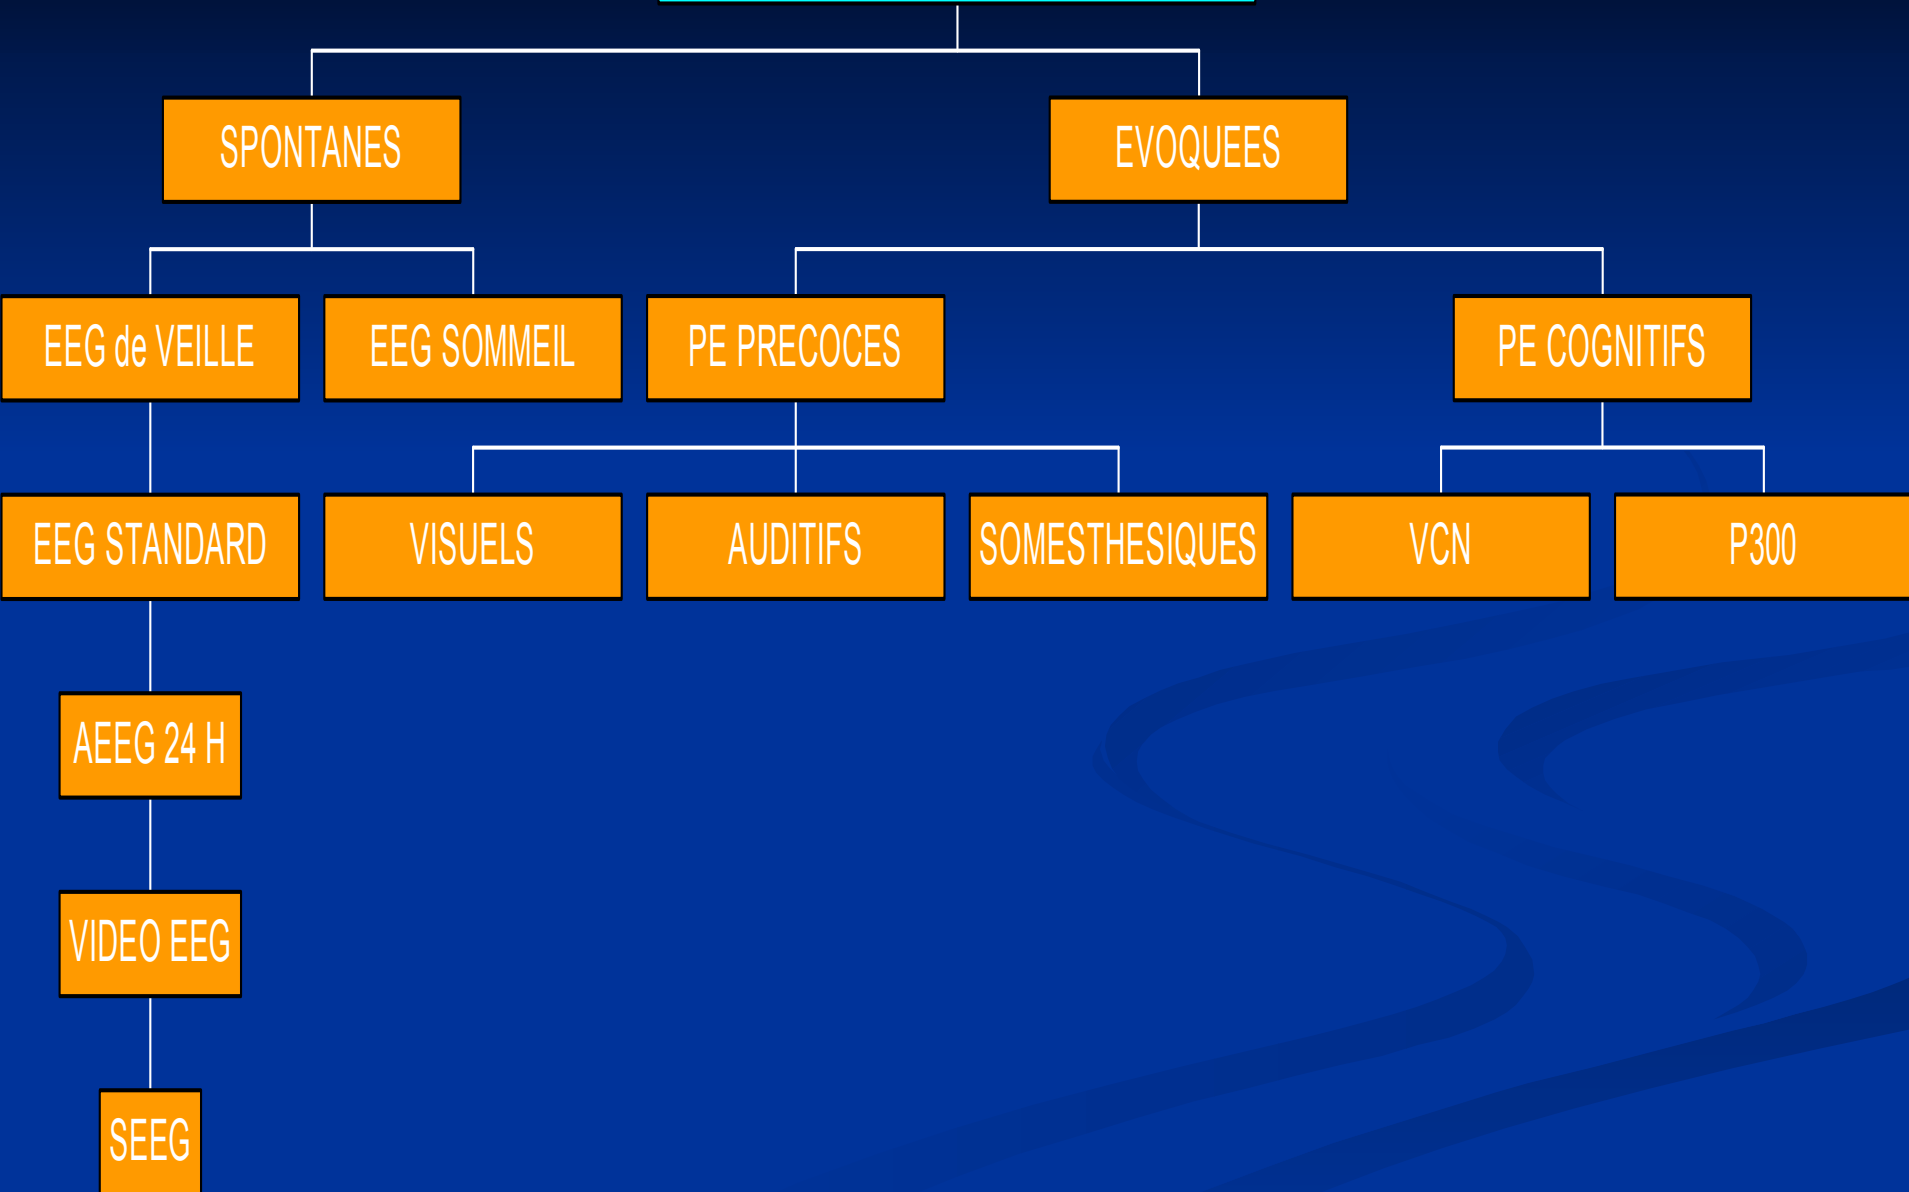 SPONTANES
EVOQUEES
EEG de VEILLE
EEG SOMMEIL
PE PRECOCES
PE COGNITIFS
EEG STANDARD
VISUELS
AUDITIFS
SOMESTHESIQUES
VCN
P300
AEEG 24 H
VIDEO EEG
SEEG